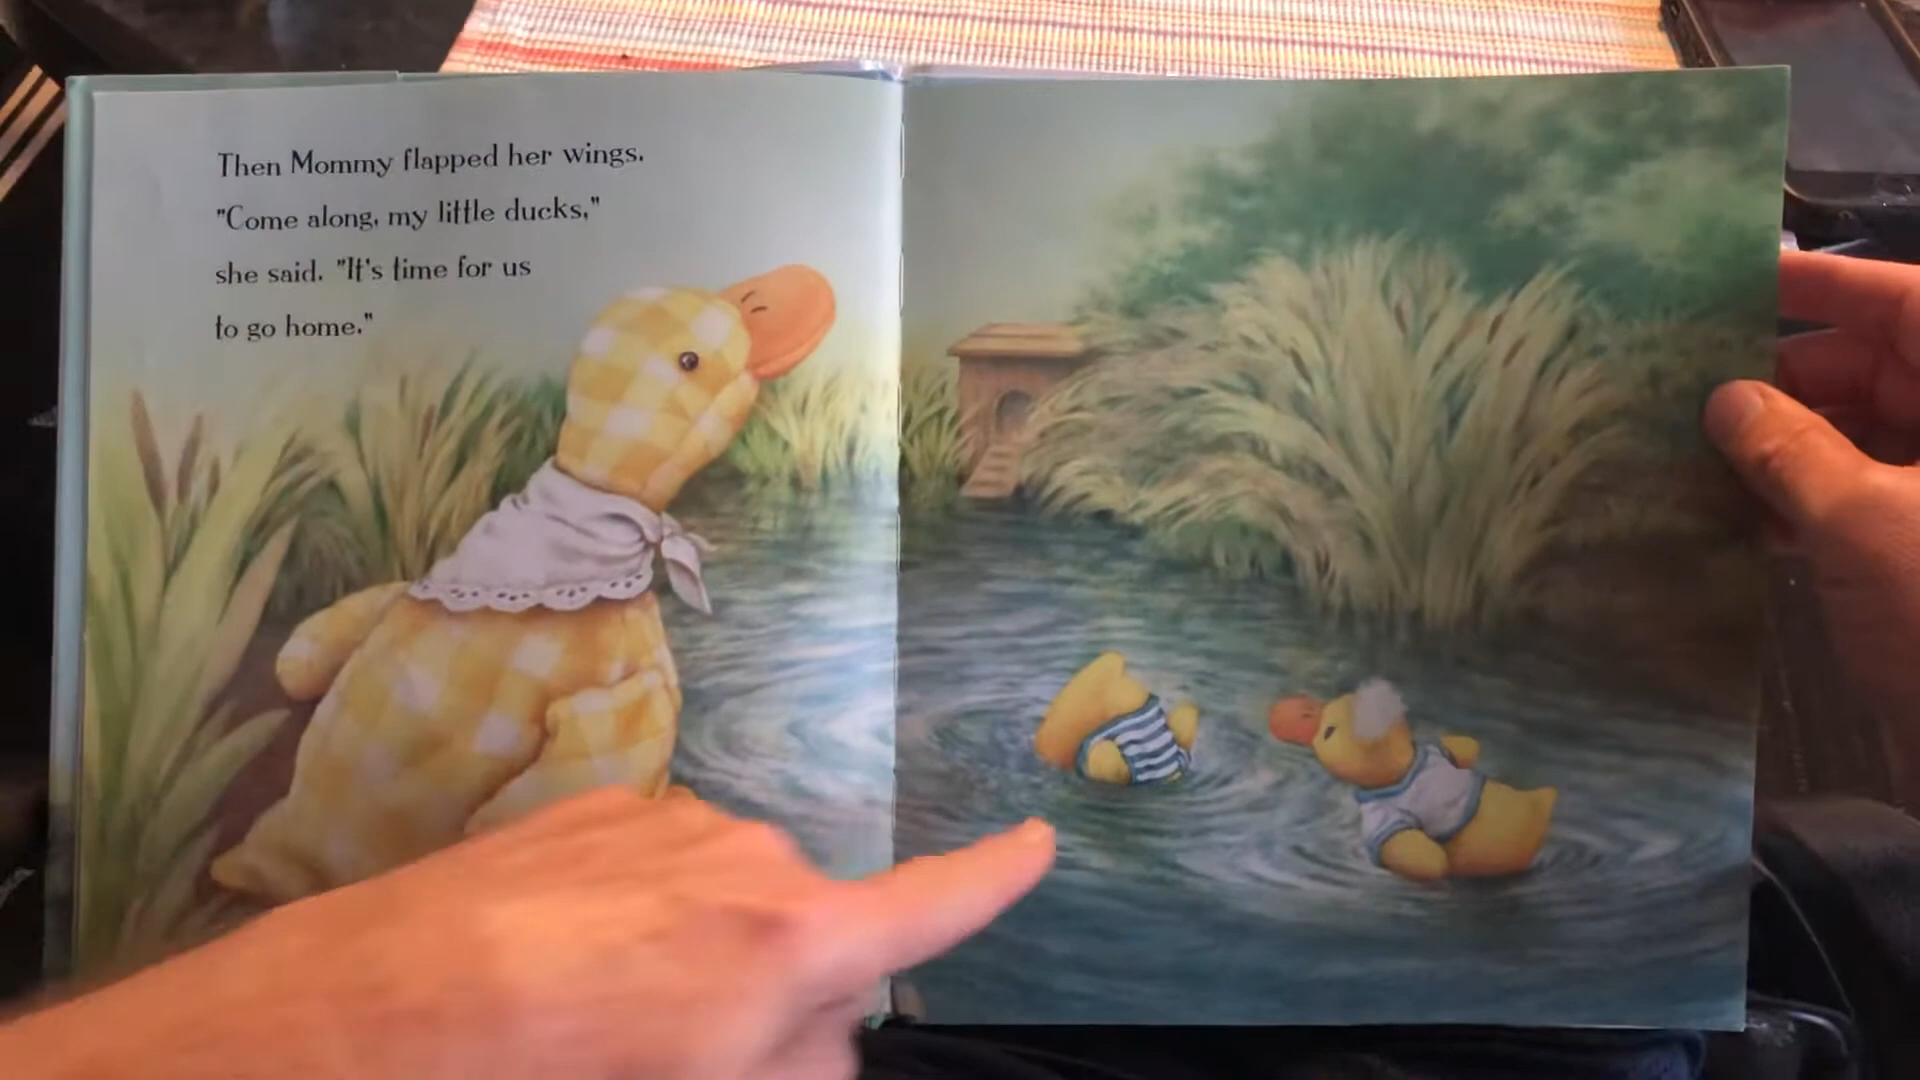 Then Mommy flapped her wings.
"Come along, my little ducks,"
she said. "It's time for us
to go home."